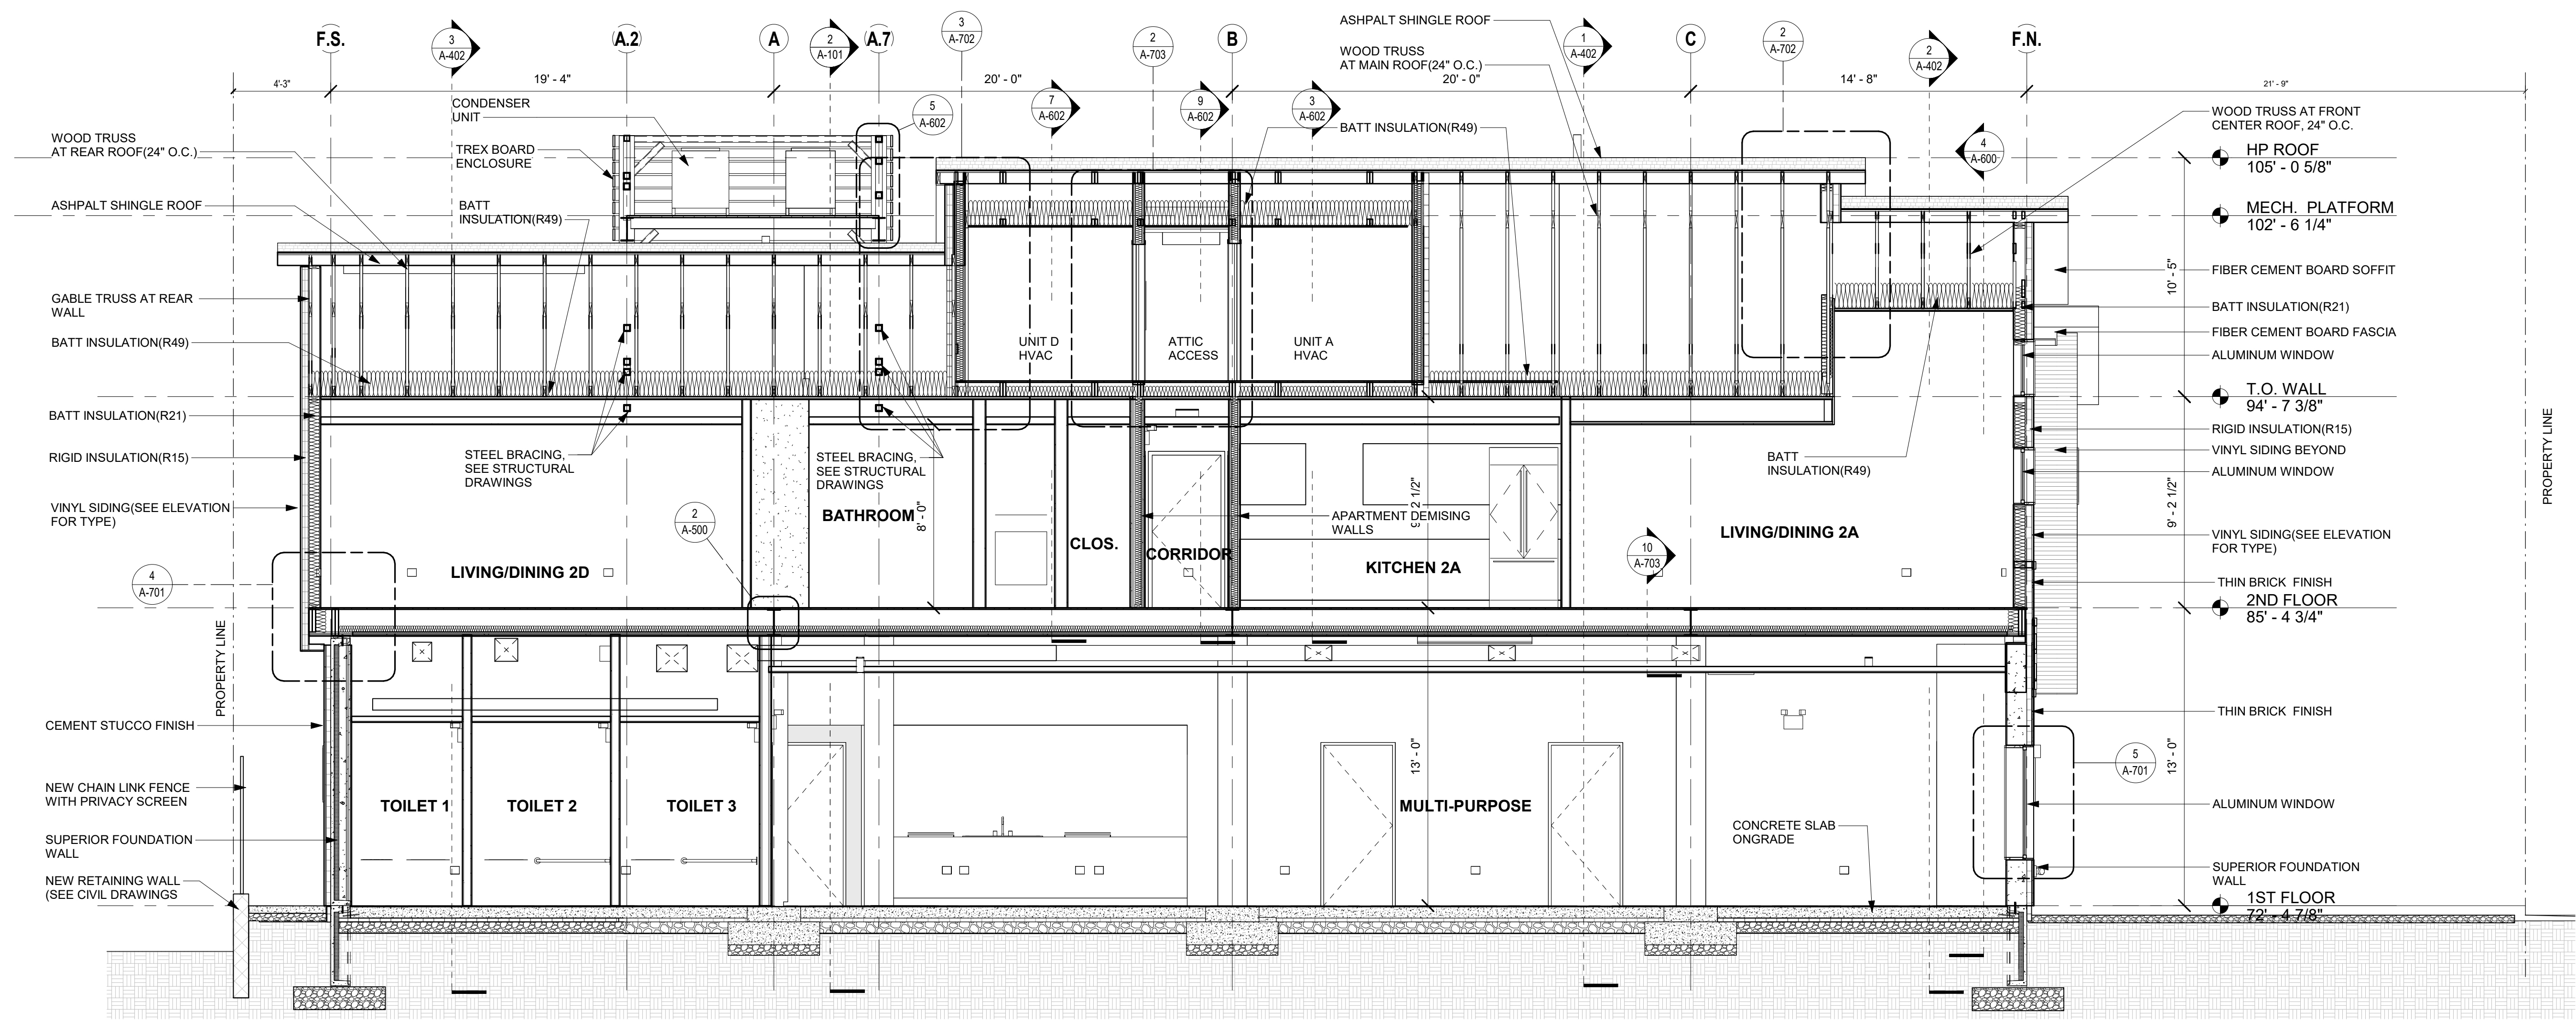 F.S.
3
A-402
A.2
A
2
A-101
A.7
3
A-702
2
A-703
B
ASHPALT SHINGLE ROOF
WOOD TRUSS
AT MAIN ROOF(24" O.C.)
1
A-402
C
2
A-702
2
A-402
F.N.
4'-3"
19' - 4"
20' - 0"
20' - 0"
14' - 8"
21' - 9"
CONDENSER
UNIT
5
A-602
7
A-602
9
A-602
3
A-602
BATT INSULATION(R49)
4
A-600
TREX BOARD
ENCLOSURE
BATT
INSULATION(R49)
WOOD TRUSS
AT REAR ROOF(24" O.C.)
ASHPALT SHINGLE ROOF
GABLE TRUSS AT REAR
WALL
BATT INSULATION(R49)
BATT INSULATION(R21)
RIGID INSULATION(R15)
VINYL SIDING(SEE ELEVATION
FOR TYPE)
4
A-701
PROPERTY LINE
CEMENT STUCCO FINISH
NEW CHAIN LINK FENCE
WITH PRIVACY SCREEN
SUPERIOR FOUNDATION
WALL
NEW RETAINING WALL
(SEE CIVIL DRAWINGS
UNIT D
HVAC
ATTIC
ACCESS
UNIT A
HVAC
STEEL BRACING,
SEE STRUCTURAL
DRAWINGS
STEEL BRACING,
SEE STRUCTURAL
DRAWINGS
2
A-500
LIVING/DINING 2D
BATHROOM
8' - 0"
CLOS.
CORRIDOR
APARTMENT DEMISING
WALLS
9' - 2 1/2"
KITCHEN 2A
10
A-703
LIVING/DINING 2A
BATT
INSULATION(R49)
TOILET 1
TOILET 2
TOILET 3
13' - 0"
MULTI-PURPOSE
CONCRETE SLAB
ONGRADE
5
A-701
10' - 5"
9' - 2 1/2"
13' - 0"
WOOD TRUSS AT FRONT
CENTER ROOF, 24" O.C.
HP ROOF
105' - 0 5/8"
MECH. PLATFORM
102' - 6 1/4"
FIBER CEMENT BOARD SOFFIT
BATT INSULATION(R21)
FIBER CEMENT BOARD FASCIA
ALUMINUM WINDOW
T.O. WALL
94' - 7 3/8"
RIGID INSULATION(R15)
VINYL SIDING BEYOND
ALUMINUM WINDOW
VINYL SIDING(SEE ELEVATION
FOR TYPE)
THIN BRICK FINISH
2ND FLOOR
85' - 4 3/4"
THIN BRICK FINISH
ALUMINUM WINDOW
SUPERIOR FOUNDATION
WALL
1ST FLOOR
72' - 4 7/8"
PROPERTY LINE